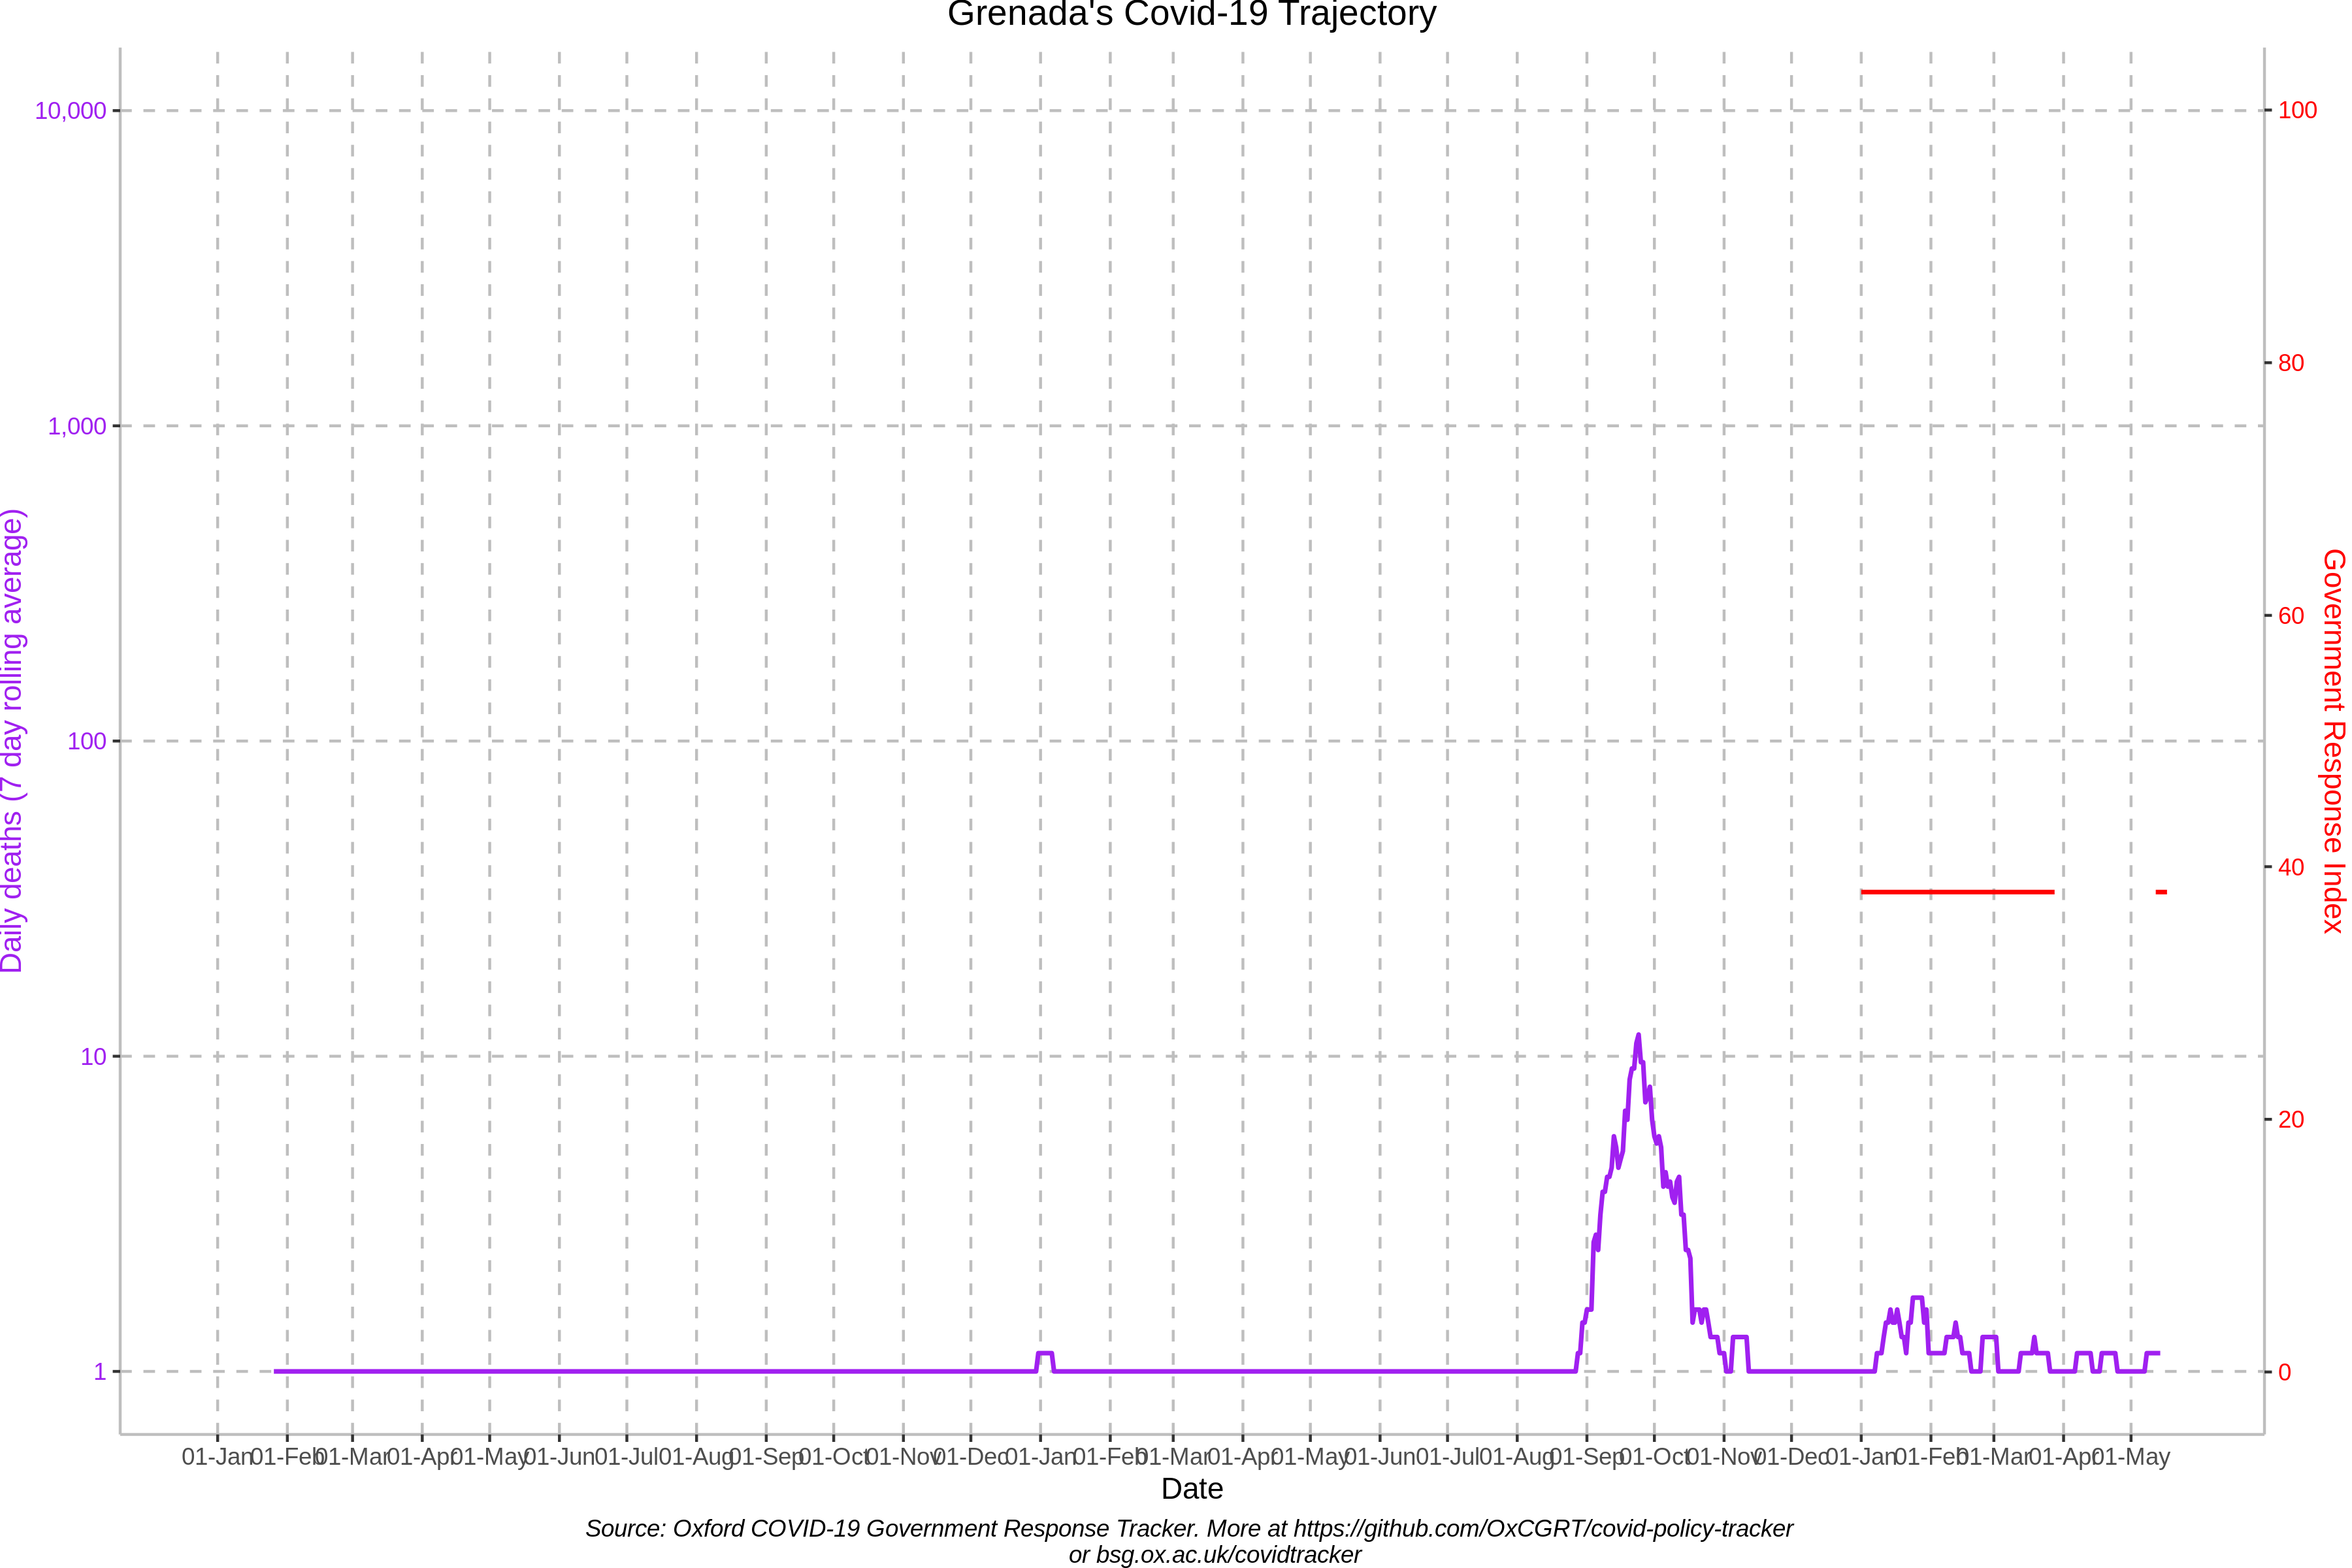 Grenada's Covid-19 Trajectory
10,000
1,000
100
10
1
Daily deaths (7 day rolling average)
100
80
60
40
20
0
Government Response Index
01-Jan 01-Feb 01-Mar 01-Apr 01-May 01-Jun 01-Jul 01-Aug 01-Sep 01-Oct 01-Nov 01-Dec 01-Jan 01-Feb 01-Mar 01-Apr 01-May 01-Jun 01-Jul 01-Aug 01-Sep 01-Oct 01-Nov 01-Dec 01-Jan 01-Feb 01-Mar 01-Apr 01-May
Date
Source: Oxford COVID-19 Government Response Tracker. More at https://github.com/OxCGRT/covid-policy-tracker
or bsg.ox.ac.uk/covidtracker